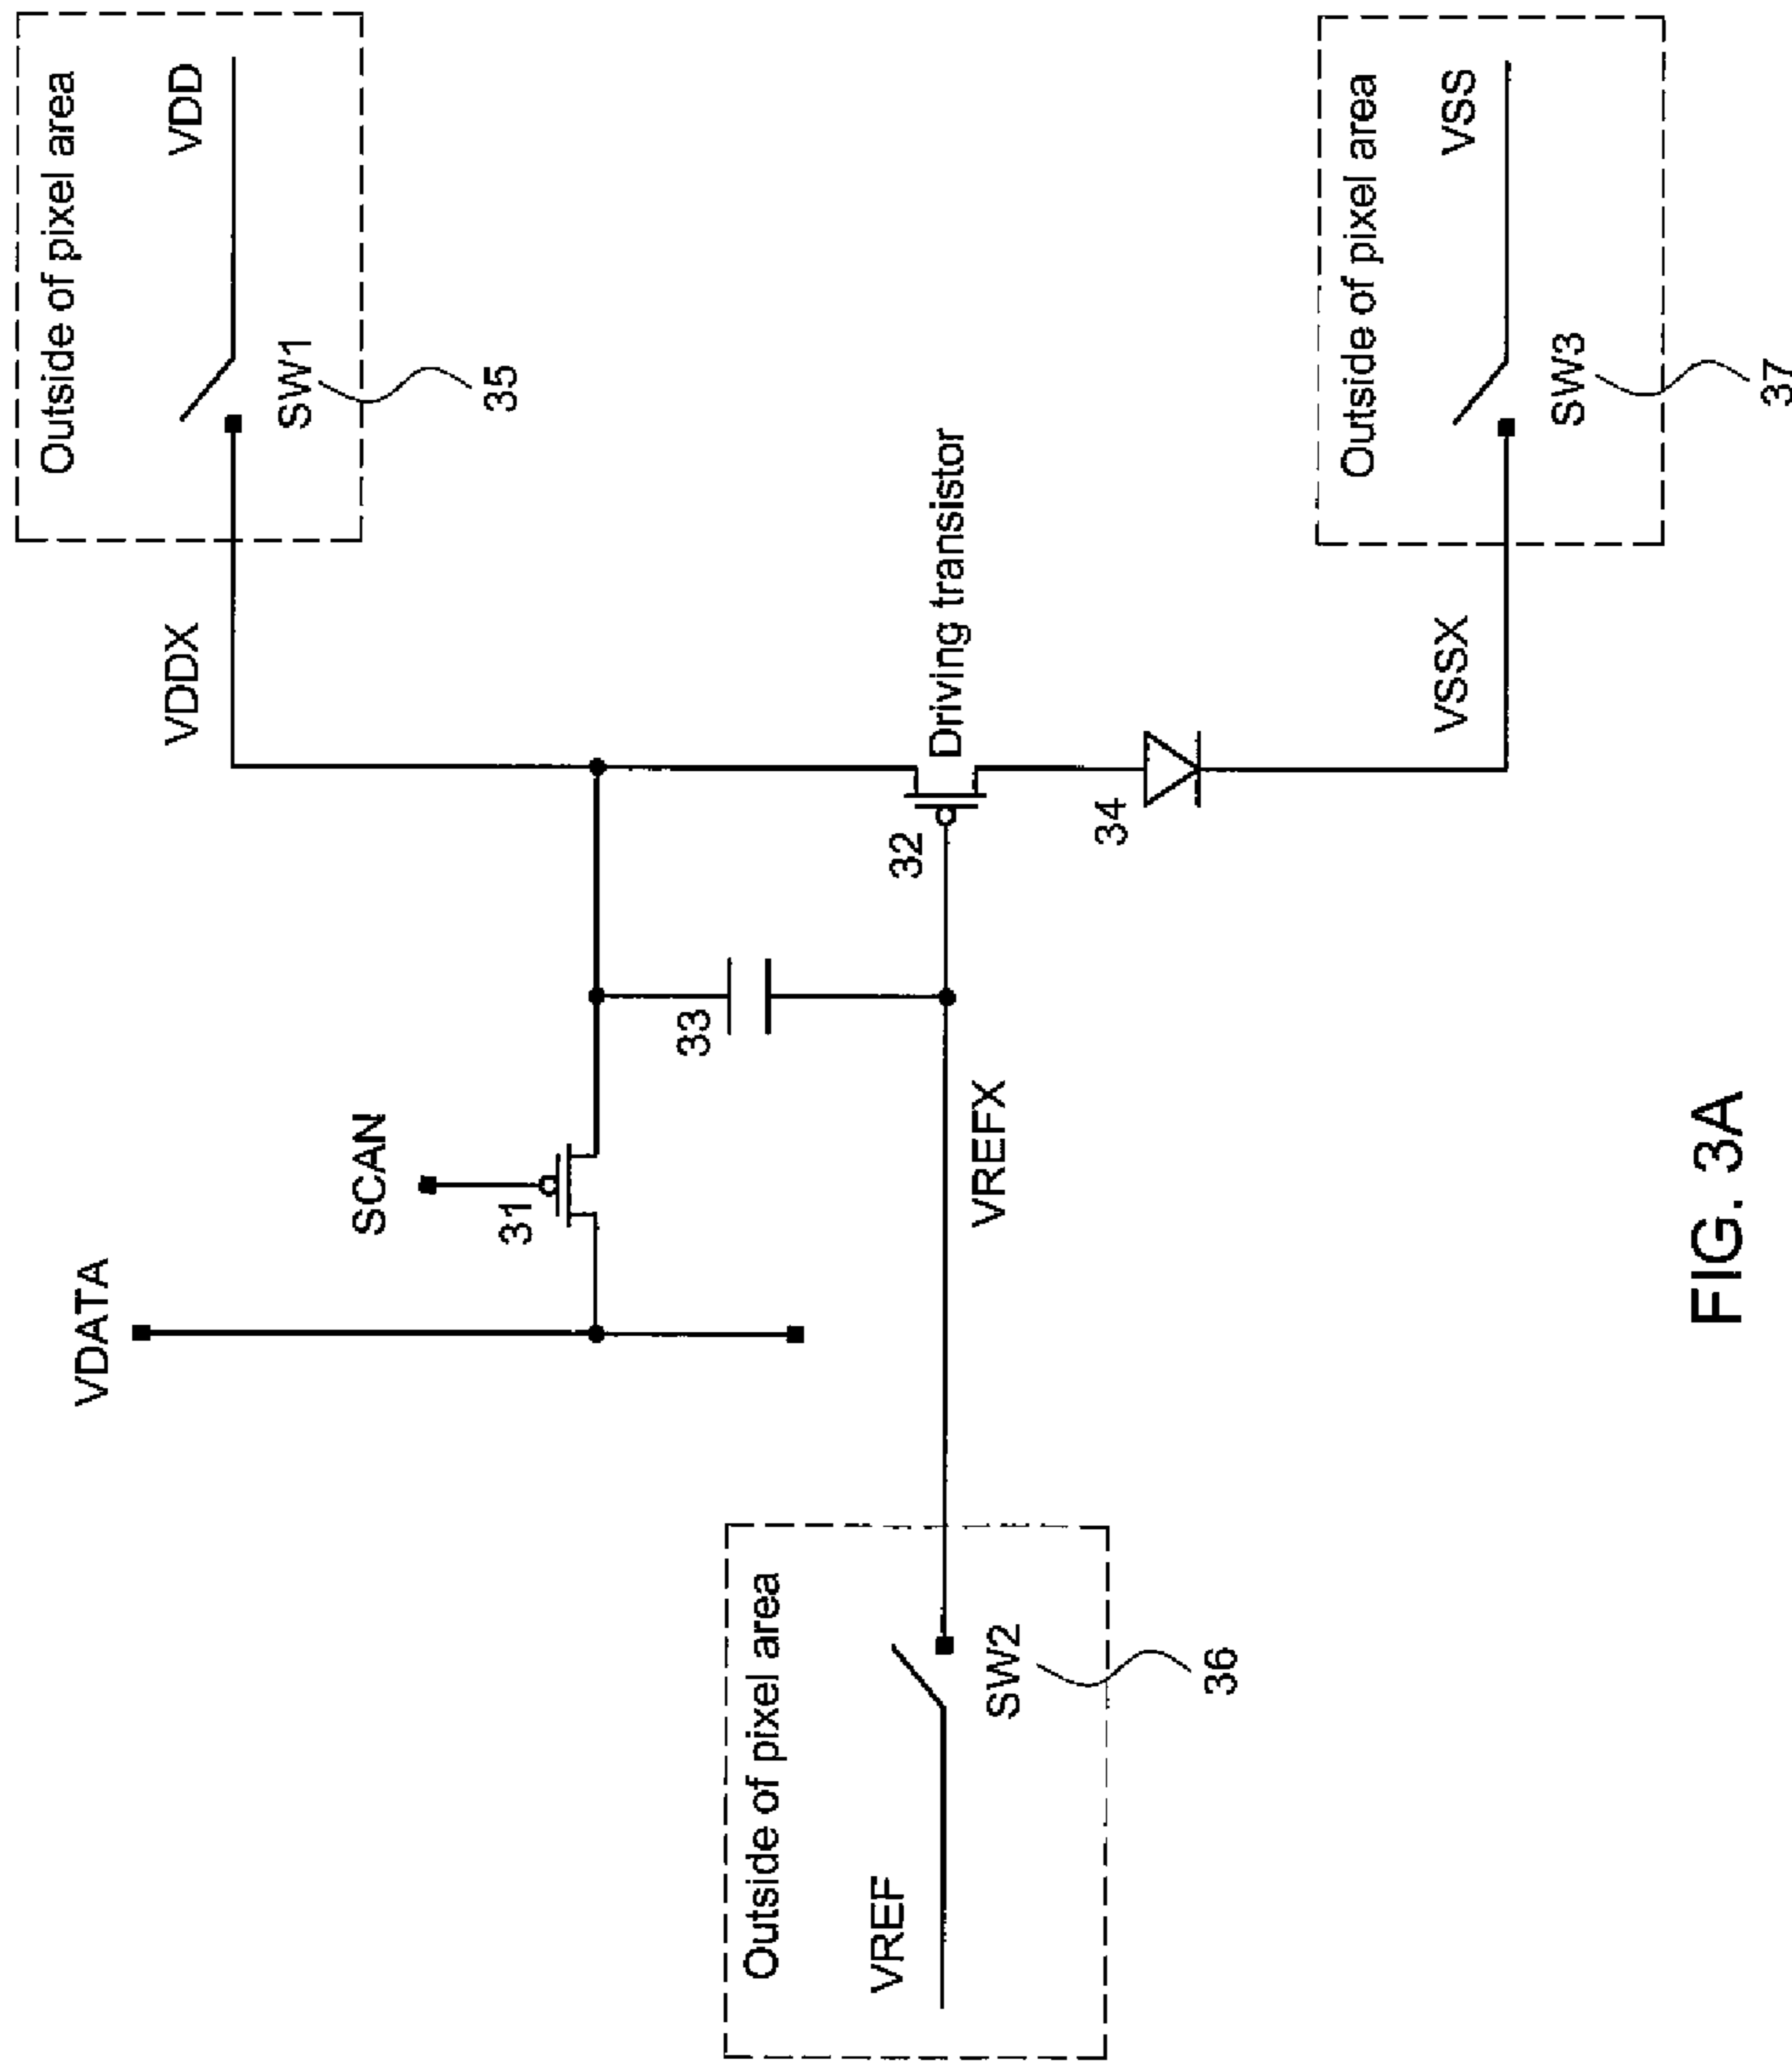 VDATA
SCAN
31
33
VDDX
Outside of pixel area
VDD
SW1
35
32
Driving transistor
34
VREFX
Outside of pixel area
VREF
SW2
36
VSSX
Outside of pixel area
VSS
SW3
37
FIG. 3A